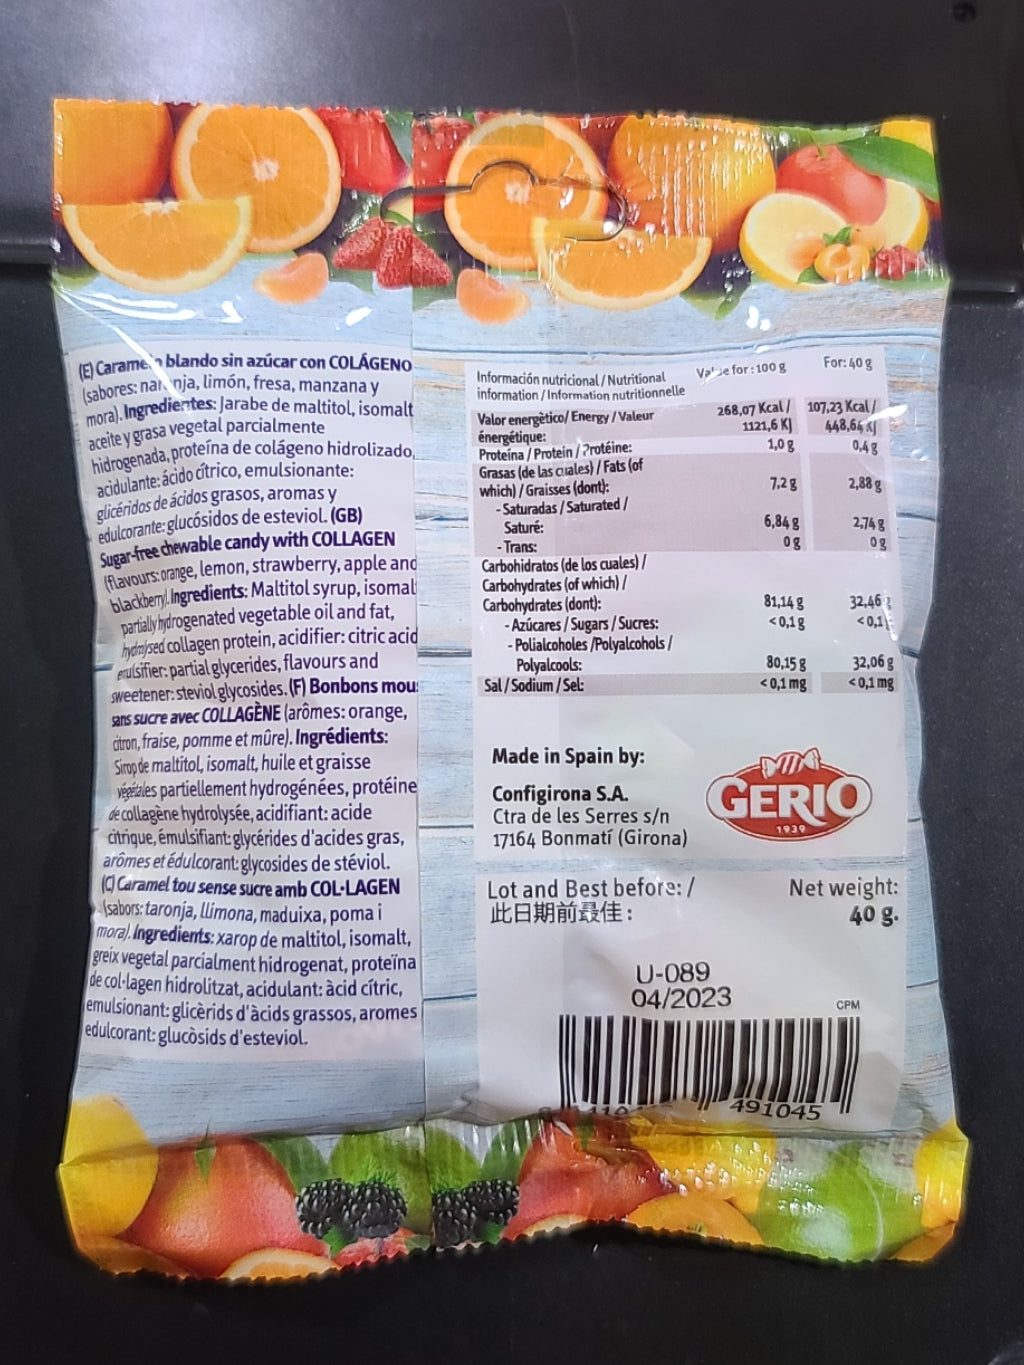 (E) Caramelo blando sin azúcar con COLÁGENO
(sabores: naranja, limón, fresa, manzana y
mora). Ingredientes: Jarabe de maltitol, isomalt
aceite y grasa vegetal parcialmente
hidrogenada, proteína de colágeno hidrolizado,
acidulante: ácido cítrico, emulsionante:
glicéridos de ácidos grasos, aromas y
edulcorante: glucósidos de esteviol. (GB)
Sugar-free chewable candy with COLLAGEN
(flavours: orange, lemon, strawberry, apple and
blackberry). Ingredients: Maltitol syrup, isomal
partially hydrogenated vegetable oil and fat,
hydrolysed collagen protein, acidifier: citric acid
emulsifier: partial glycerides, flavours and
sweetener: steviol glycosides. (F) Bonbons mous
sans sucre avec COLLAGÈNE (arômes: orange,
citron, fraise, pomme et mûre). Ingrédients:
Sirop de maltitol, isomalt, huile et graisse
végétales partiellement hydrogénées, protéine
de collagène hydrolysée, acidifiant: acide
citrique, émulsifiant: glycérides d'acides gras,
arômes et édulcorant: glycosides de stéviol.
(C) Caramel tou sense sucre amb COL·LAGEN
(sabors: taronja, llimona, maduixa, poma i
mora). Ingredients: xarop de maltitol, isomalt,
greix vegetal parcialment hidrogenat, proteïna
de col·lagen hidrolitzat, acidulant: àcid cítric,
emulsionant: glicèrids d'àcids grassos, aromes
edulcorant: glucòsids d'esteviol.
Información nutricional / Nutritional
information / Information nutritionnelle
Value for: 100 g For: 40 g
Valor energètico/ Energy / Valeur
énergétique:
268,07 Kcal / 107,23 Kcal /
1121,6 KJ 448,64 KJ
Proteína / Protein / Protéine: 1,0 g 0,4 g
Grasas (de las cuales) / Fats (of
which) / Graisses (dont): 7,2 g 2,88 g
- Saturadas / Saturated /
Saturé: 6,84 g 2,74 g
- Trans: 0 g 0 g
Carbohidratos (de los cuales) /
Carbohydrates (of which) /
Carbohydrates (dont): 81,14 g 32,46 g
- Azúcares / Sugars / Sucres: < 0,1 g < 0,1 g
- Polialcoholes /Polyalcohols /
Polyalcools: 80,15 g 32,06 g
Sal / Sodium / Sel: < 0,1 mg < 0,1 mg
Made in Spain by:
Configirona S.A.
Ctra de les Serres s/n
17164 Bonmatí (Girona)
GERIO
1939
Lot and Best before: /
此日期前最佳 :
Net weight:
40 g.
U-089
04/2023
CPM
491045